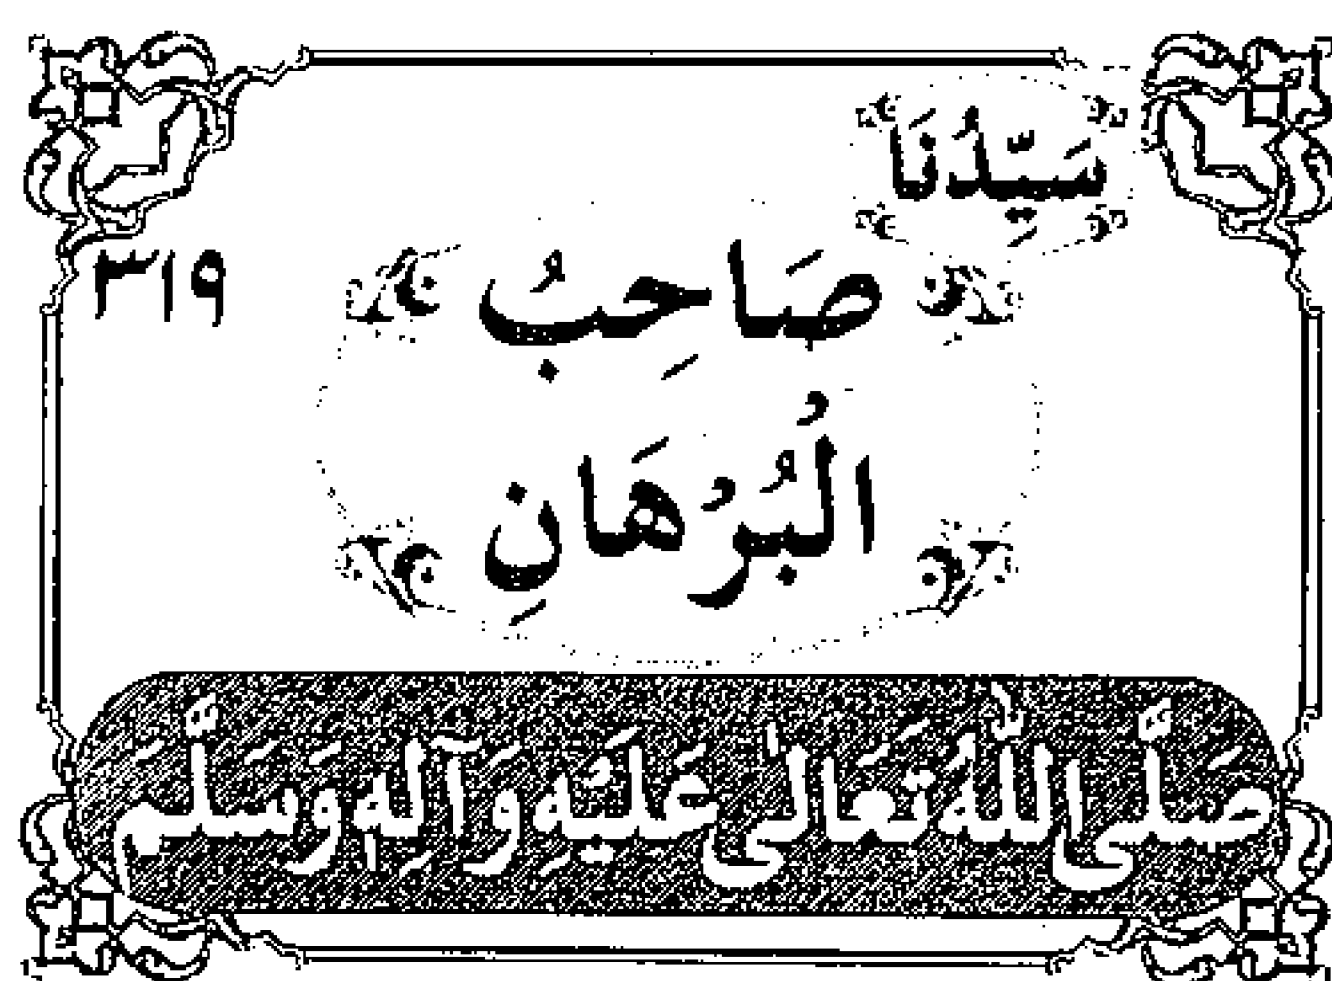 سَيِّدُنَا
٣١٩
صَاحِبُ
الْبُرْهَانِ
صَلَّى اللّٰهُ تَعَالٰى عَلَيْهِ وَآلِهٖ وَسَلَّمَ